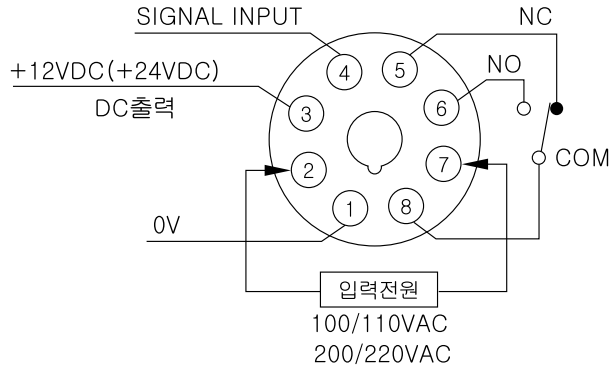 SIGNAL INPUT
NC
+12VDC(+24VDC)
NO
DC출력
4
5
3
6
2
7
COM
1
8
0V
입력전원
100/110VAC
200/220VAC